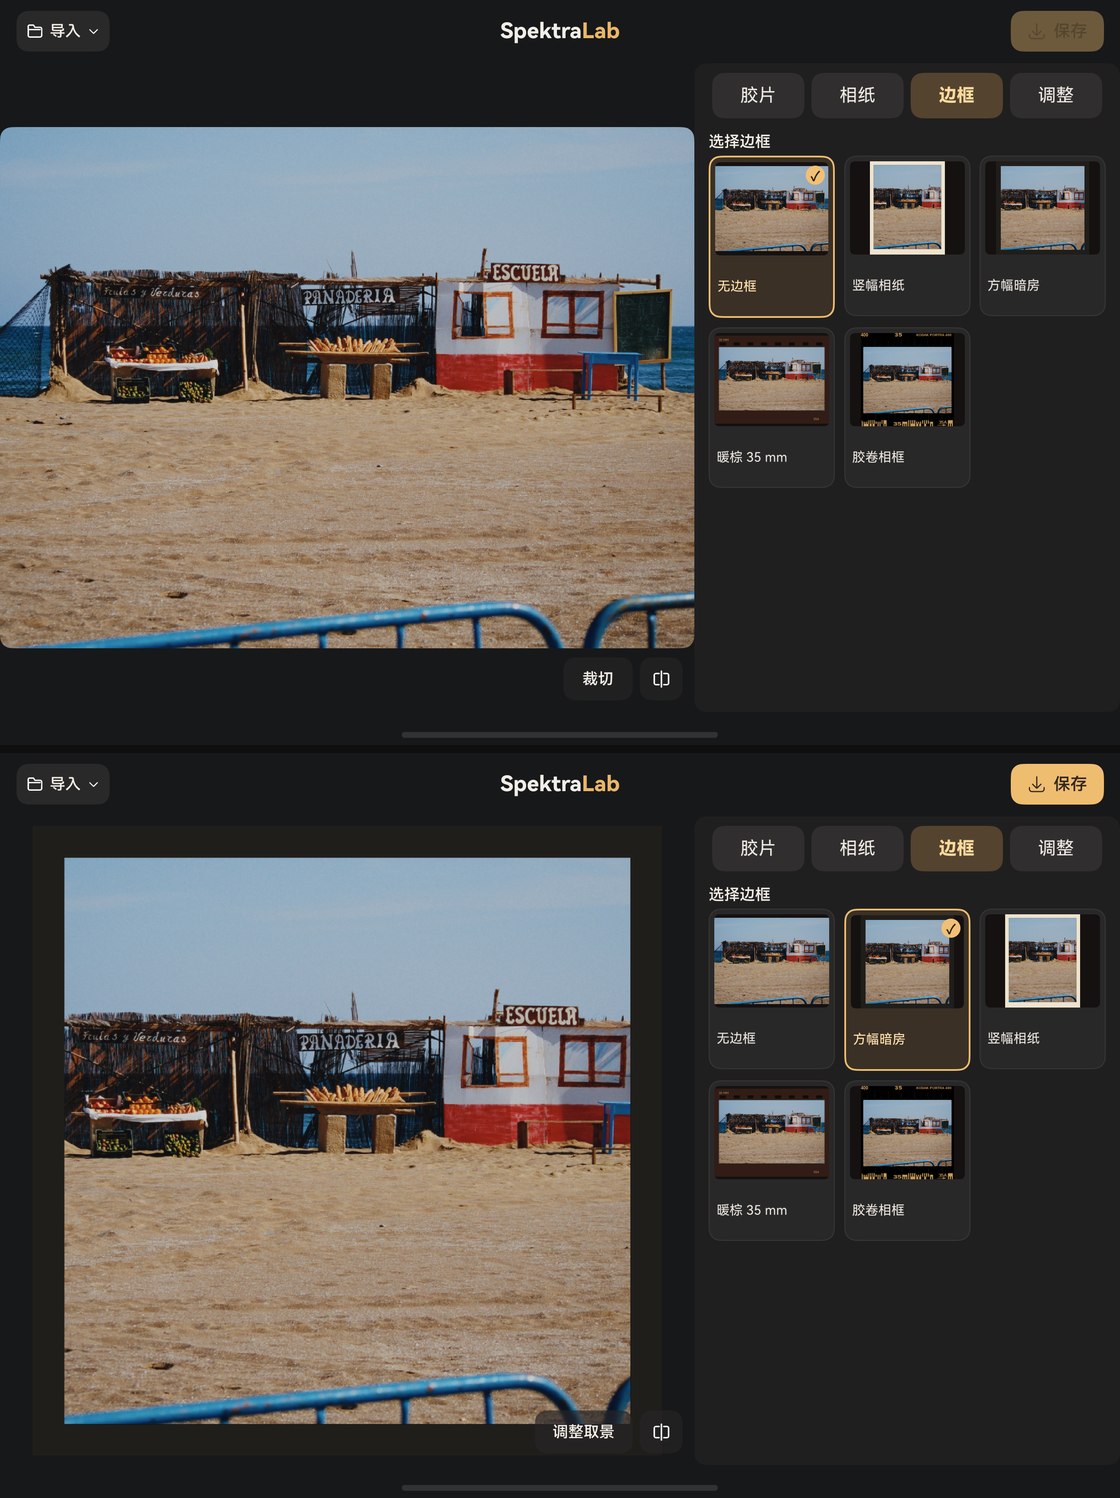 导入
SpektraLab
保存
胶片
相纸
边框
调整
选择边框
无边框
竖幅相纸
方幅暗房
暖棕 35 mm
胶卷相框
Frutas y Verduras
PANADERIA
ESCUELA
裁切
导入
SpektraLab
保存
胶片
相纸
边框
调整
选择边框
无边框
方幅暗房
竖幅相纸
暖棕 35 mm
胶卷相框
Frutas y Verduras
PANADERIA
ESCUELA
调整取景